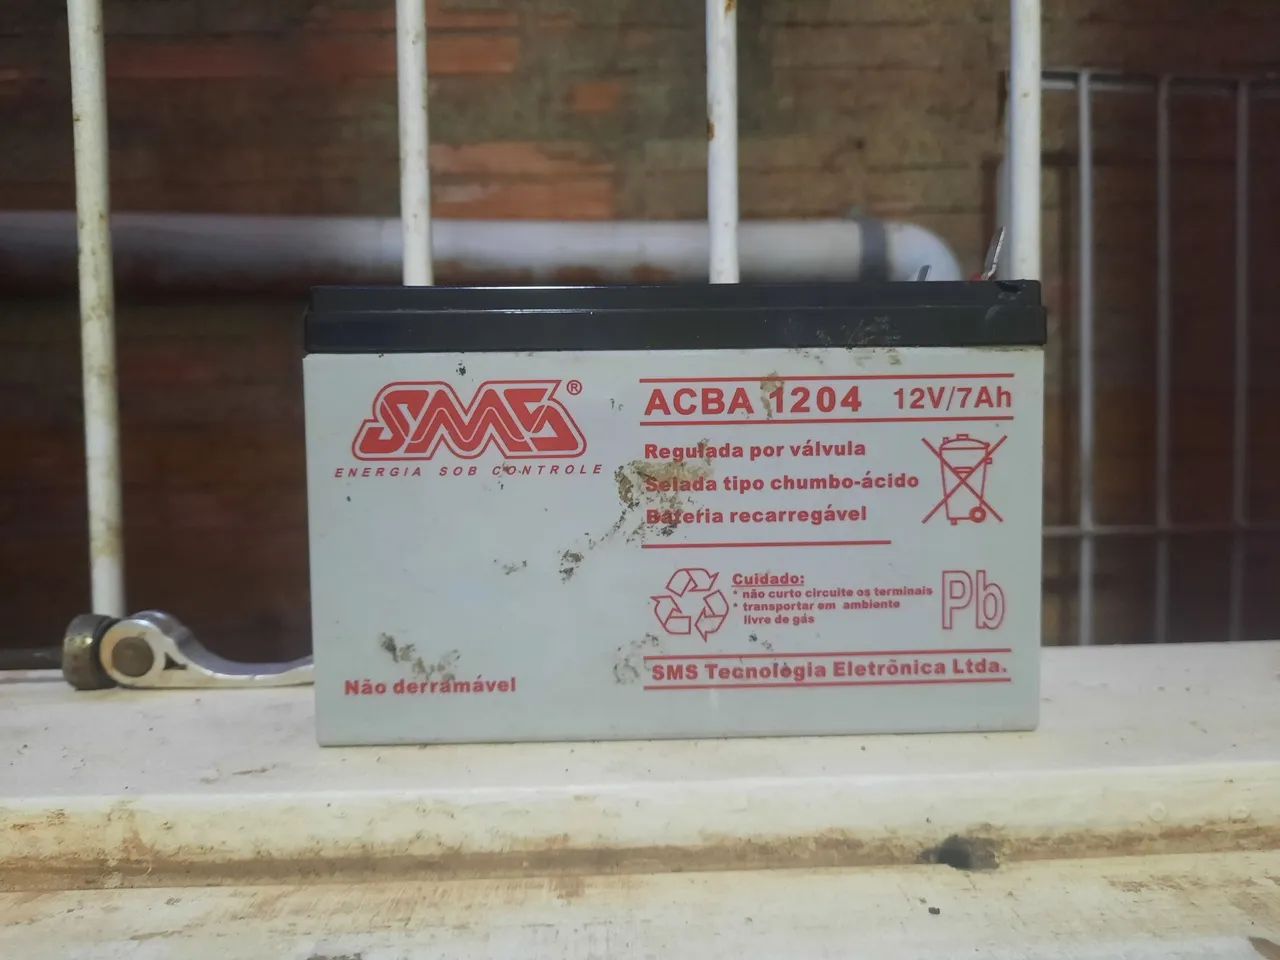 SMS®
ENERGIA SOB CONTROLE
Não derramável
ACBA 1204 12V/7Ah
Regulada por válvula
Selada tipo chumbo-ácido
Bateria recarregável
Cuidado:
* não curto circuite os terminais
* transportar em ambiente
livre de gás
Pb
SMS Tecnologia Eletrônica Ltda.